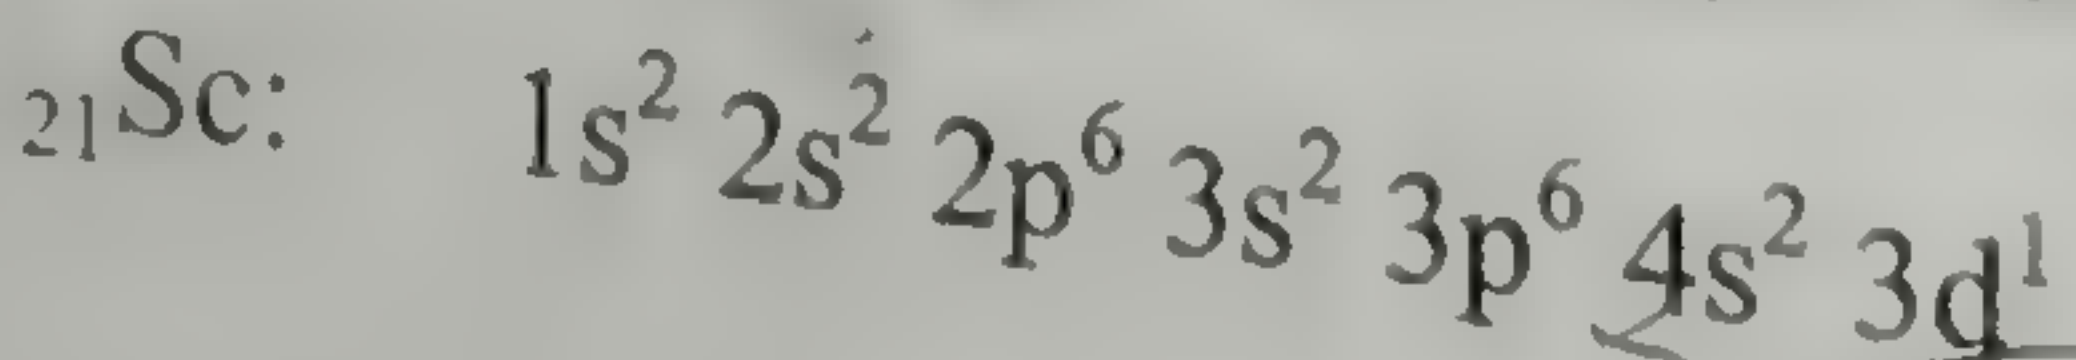 ₂₁Sc: 1s² 2s² 2p⁶ 3s² 3p⁶ 4s² 3d¹